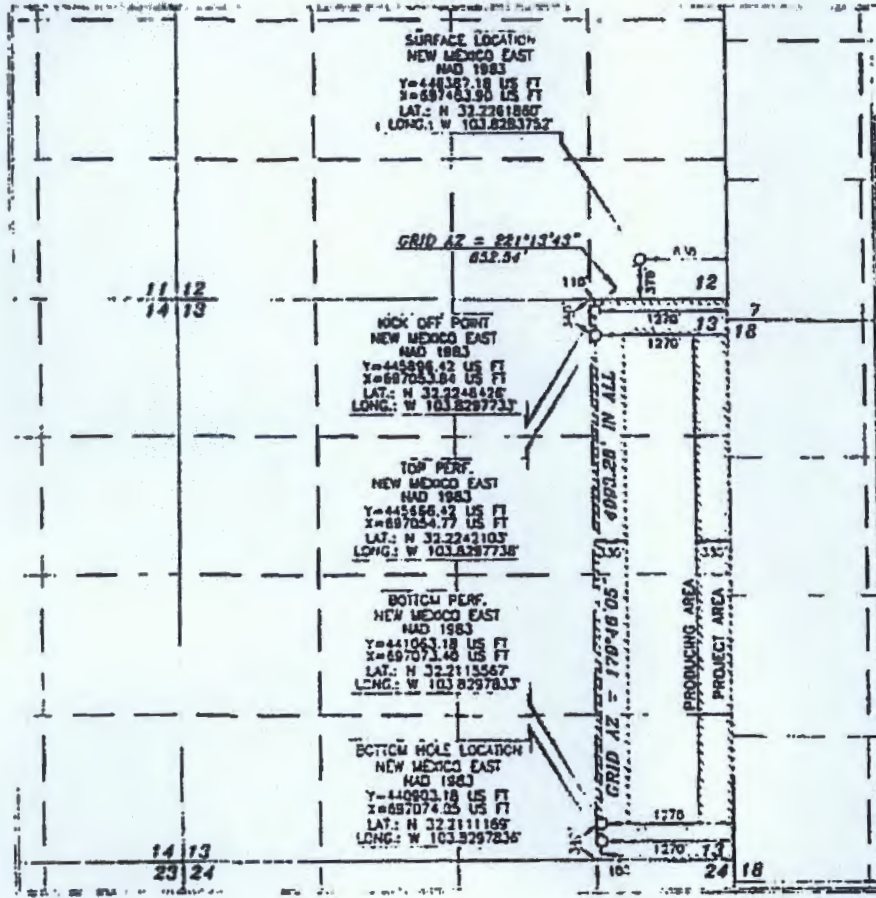 SURFACE LOCATION
NEW MEXICO EAST
NAD 1983
Y=446387.18 US FT
X=697483.90 US FT
LAT.: N 32.2261860°
LONG.: W 103.8283752°
GRID AZ = 221°13'43"
652.54'
370'
12
11 12
14 13
7
110'
1270'
13
18
1270'
KICK OFF POINT
NEW MEXICO EAST
NAD 1983
Y=445896.42 US FT
X=697053.84 US FT
LAT.: N 32.2248426°
LONG.: W 103.8297733°
TOP PERF.
NEW MEXICO EAST
NAD 1983
Y=445666.42 US FT
X=697054.77 US FT
LAT.: N 32.2242103°
LONG.: W 103.8297738°
GRID AZ = 179°46'05"
IN ALL
330'
330'
PRODUCING AREA
PROJECT AREA
BOTTOM PERF.
NEW MEXICO EAST
NAD 1983
Y=441063.18 US FT
X=697073.40 US FT
LAT.: N 32.2115567°
LONG.: W 103.8297833°
BOTTOM HOLE LOCATION
NEW MEXICO EAST
NAD 1983
Y=440903.18 US FT
X=697074.05 US FT
LAT.: N 32.2111169°
LONG.: W 103.8297836°
1270'
1270'
13
14 13
23 24
24 18